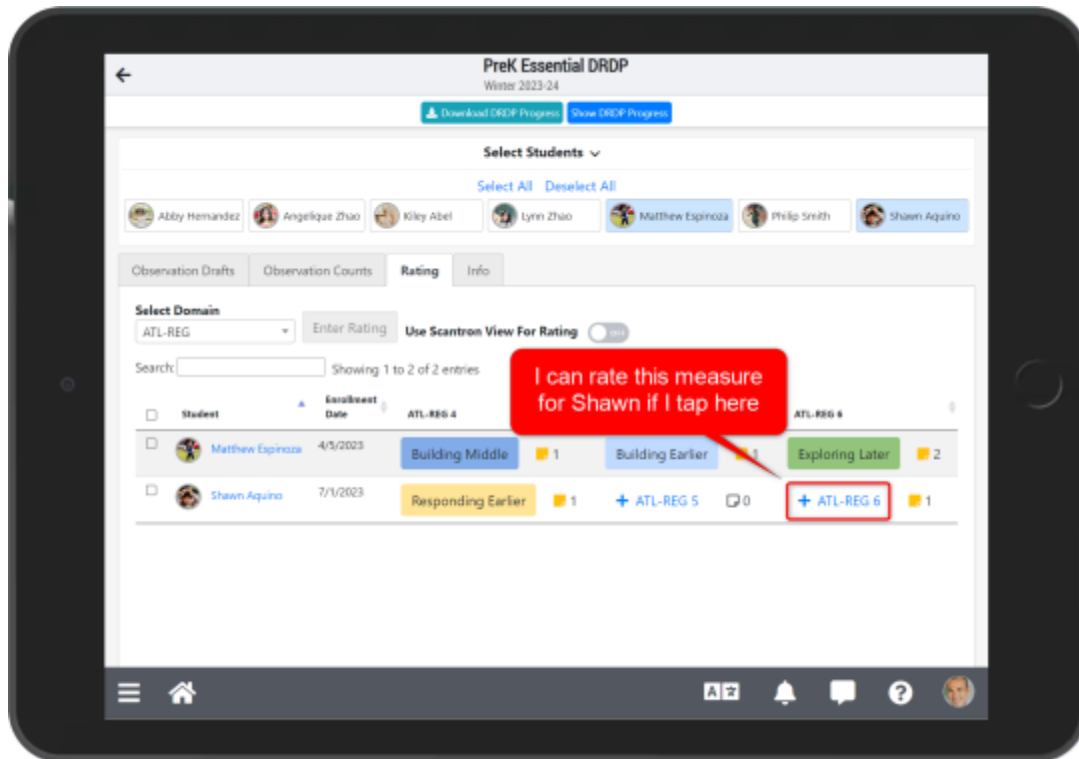 PreK Essential DRDP
Winter 2023-24
Download DRDP Progress Show DRDP Progress
Select Students
Select All Deselect All
Abby Hernandez Angelique Zhao Kiley Abel Lynn Zhao Matthew Espinoza Philip Smith Shawn Aquino
Observation Drafts Observation Counts Rating Info
Select Domain
ATL-REG Enter Rating Use Scantron View For Rating OFF
Search: Showing 1 to 2 of 2 entries
I can rate this measure
for Shawn if I tap here
Student Enrollment Date ATL-REG 4 ATL-REG 6
Matthew Espinoza 4/5/2023 Building Middle 1 Building Earlier 1 Exploring Later 2
Shawn Aquino 7/1/2023 Responding Earlier 1 + ATL-REG 5 0 + ATL-REG 6 1
A 文